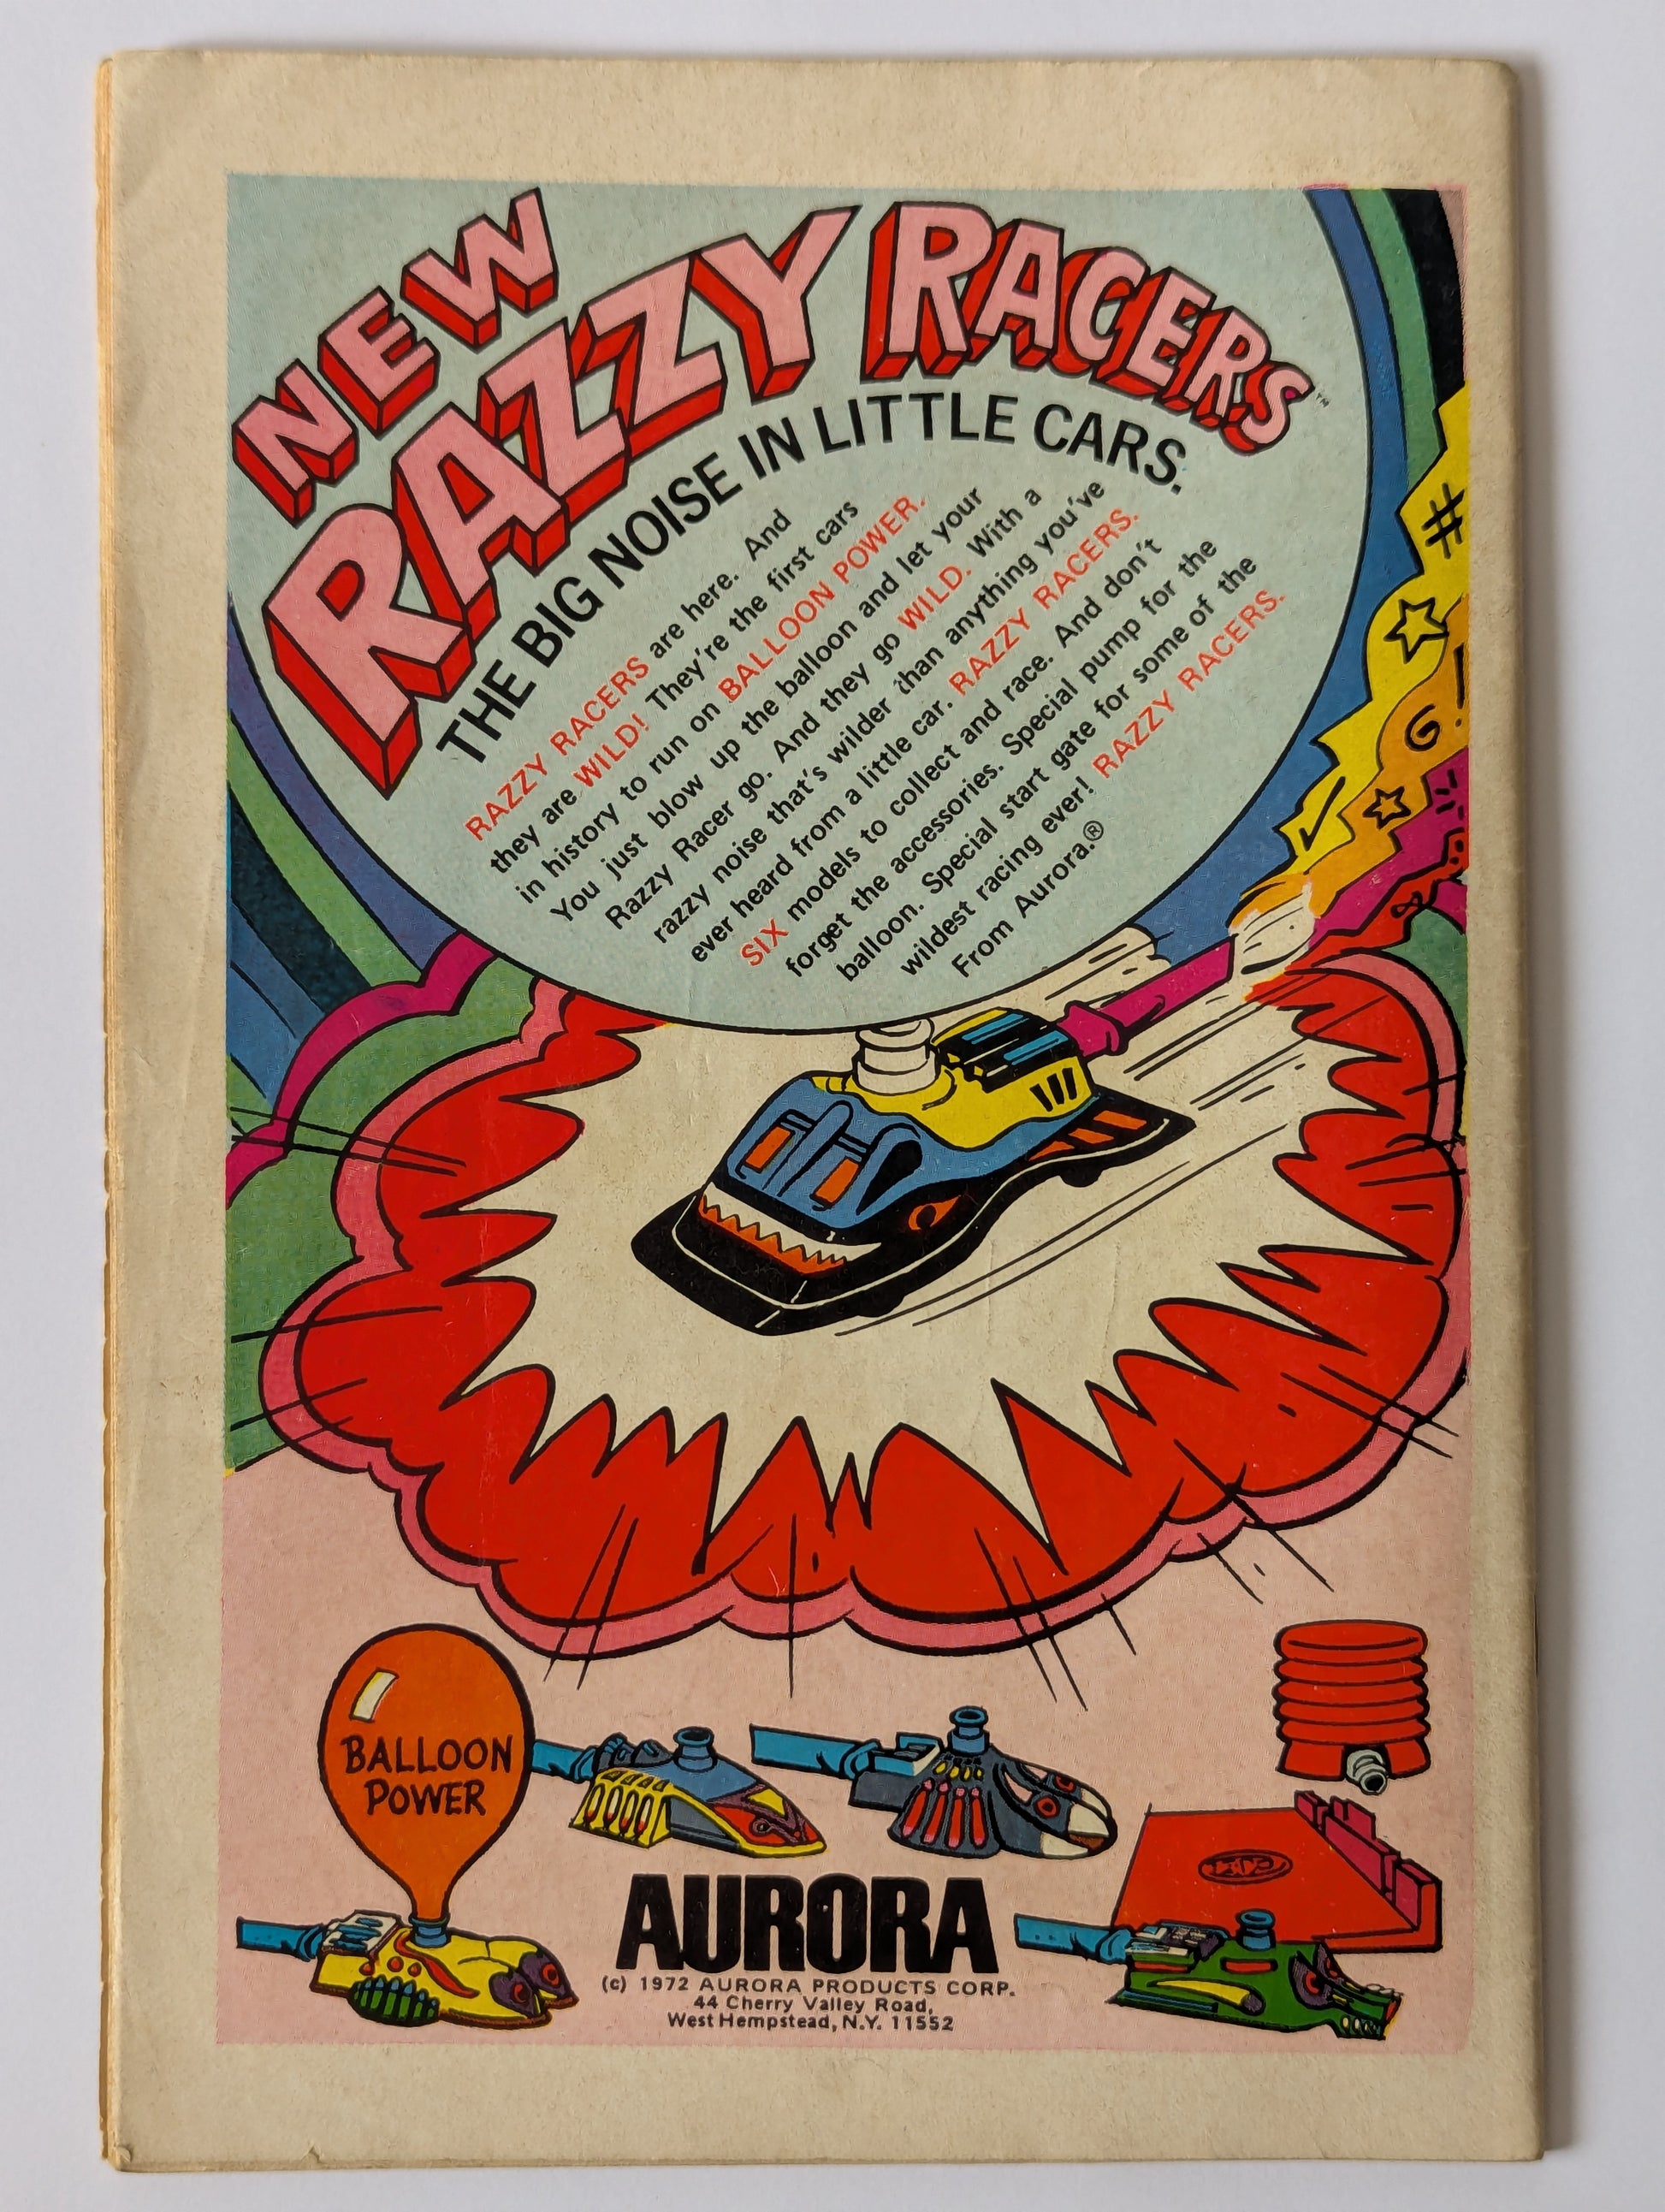 NEW
RAZZY RACERS™
THE BIG NOISE IN LITTLE CARS.
RAZZY RACERS are here. And
they are WILD! They're the first cars
in history to run on BALLOON POWER.
You just blow up the balloon and let your
Razzy Racer go. And they go WILD. With a
razzy noise that's wilder than anything you've
ever heard from a little car. RAZZY RACERS.
SIX models to collect and race. And don't
forget the accessories. Special pump for the
balloon. Special start gate for some of the
wildest racing ever! RAZZY RACERS.
From Aurora.®
BALLOON
POWER
AURORA
(c) 1972 AURORA PRODUCTS CORP.
44 Cherry Valley Road,
West Hempstead, N.Y. 11552